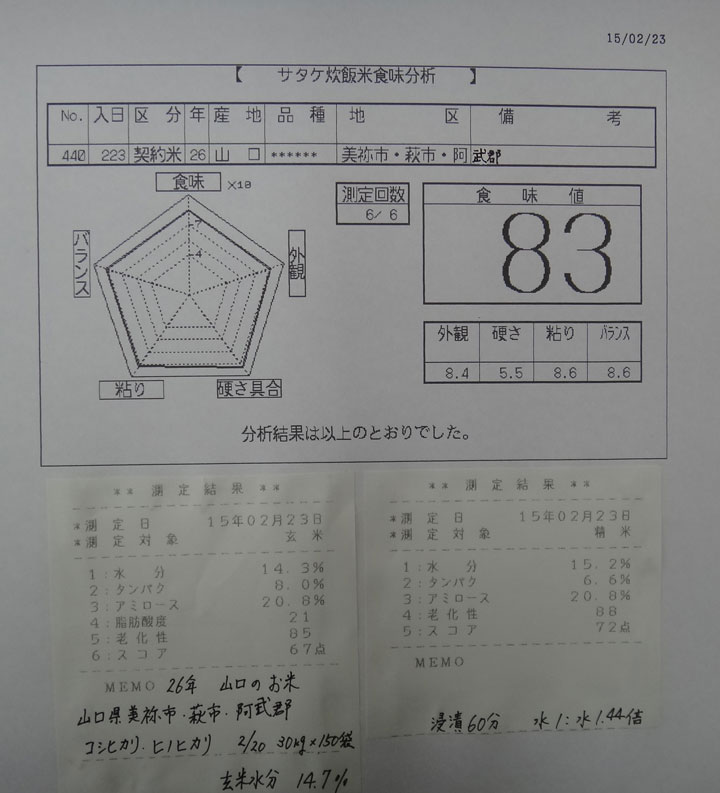 15/02/23
【 サタケ炊飯米食味分析 】
No. 入日 区分 年 産地 品種 地区 備考
440 223 契約米 26 山口 ****** 美祢市・萩市・阿武郡
食味 ×10
バランス
外観
粘り
硬さ具合
7
4
測定回数
6/ 6
食味値
83
外観 硬さ 粘り バランス
8.4 5.5 8.6 8.6
分析結果は以上のとおりでした。
** 測定結果 **
*測定日 15年02月23日
*測定対象 玄米
1:水分 14.3%
2:タンパク 8.0%
3:アミロース 20.8%
4:脂肪酸度 21
5:老化性 85
6:スコア 67点
MEMO 26年 山口のお米
山口県美祢市・萩市・阿武郡
コシヒカリ・ヒノヒカリ 2/20 30kg×150袋
玄米水分 14.7%
** 測定結果 **
*測定日 15年02月23日
*測定対象 精米
1:水分 15.2%
2:タンパク 6.6%
3:アミロース 20.8%
4:老化性 88
5:スコア 72点
MEMO
浸漬60分 水1:水1.44倍